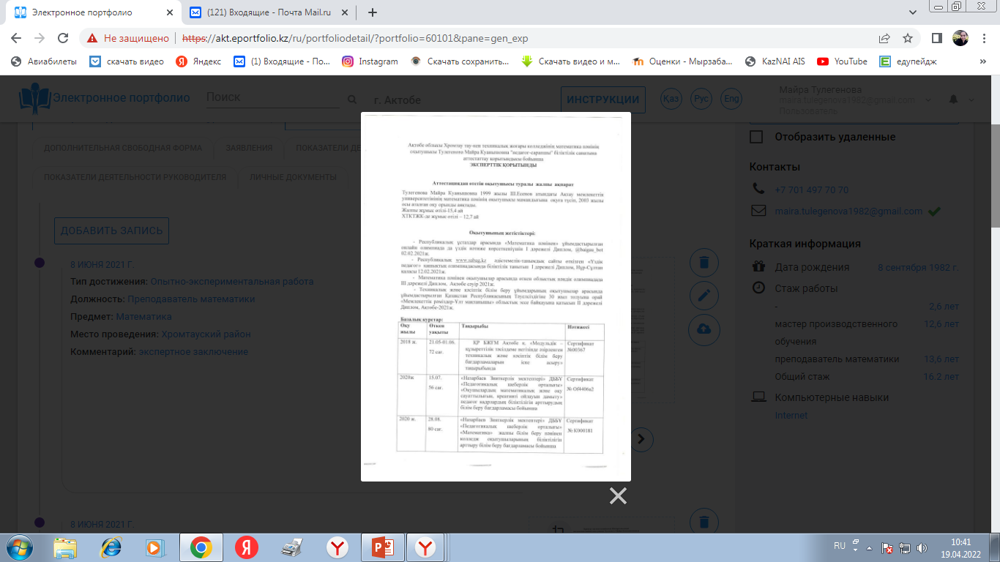 Электронное портфолио
(121) Входящие - Почта Mail.ru
Не защищено
https://akt.eportfolio.kz/ru/portfoliodetail/?portfolio=60101&pane=gen_exp
Авиабилеты
скачать видео
Яндекс
(1) Входящие - По...
Instagram
Скачать сохранить...
Скачать видео и м...
Оценки - Мырзаба...
KazNAI AIS
YouTube
едупейдж
»
Электронное портфолио
Поиск
г. Актобе
ИНСТРУКЦИИ
Қаз
Рус
Eng
Майра Тулегенова
maira.tulegenova1982@gmail.com
Пользователь
ДОПОЛНИТЕЛЬНАЯ СВОБОДНАЯ ФОРМА
ЗАЯВЛЕНИЯ
ПОКАЗАТЕЛИ ДЕ
ПОКАЗАТЕЛИ ДЕЯТЕЛЬНОСТИ РУКОВОДИТЕЛЯ
ЛИЧНЫЕ ДОКУМЕНТЫ
ДОБАВИТЬ ЗАПИСЬ
8 ИЮНЯ 2021 Г.
Тип достижения: Опытно-экспериментальная работа
Должность: Преподаватель математики
Предмет: Математика
Место проведения: Хромтауский район
Комментарий: экспертное заключение
8 ИЮНЯ 2021 Г.
Ақтөбе облысы Хромтау тау-кен техникалық жоғары колледжінің математика пәнінің
оқытушысы Тулегенова Майра Куанышовна "педагог-сарапшы" біліктілік санатына
аттестаттау қорытындысы бойынша
ЭКСПЕРТТІК ҚОРЫТЫНДЫ
Аттестациядан өтетін оқытушысы туралы жалпы ақпарат
Тулегенова Майра Куанышовна 1999 жылы Ш.Есенов атындағы Ақтау мемлекеттік
университетінінің математика пәнінің оқытушысы мамандығына оқуға түсіп, 2003 жылы
осы аталған оқу орынды аяқтады.
Жалпы жұмыс өтілі-15,4 ай
ХТКТЖК-де жұмыс өтілі – 12,7 ай
Оқытушының жетістіктері:
- Республикалық ұстаздар арасында «Математика пәнінен» ұйымдастырылған
онлайн олимпиада да үздік нәтиже көрсеткеніүшін І дәрежелі Диплом, @baigau_bot
02.02.2021ж.
- Республикалық www.sabag.kz әдістемелік-танымдық сайты өткізген «Үздік
педагог» қашықтық олимпиадасында біліктілік танытып І дәрежелі Диплом, Нұр-Сұлтан
қаласы 12.02.2021ж.
- Математика пәнінен оқытушылар арасында өткен облыстық пәндік олимпиадада
ІІІ дәрежелі Диплом, Ақтөбе сәуір 2021ж.
- Техникалық және кәсіптік білім беру ұйымдарының оқытушылар арасында
ұйымдастырылған Қазақстан Республикасының Тәуелсіздігіне 30 жыл толуына орай
«Мемлекеттік рәміздер-Ұлт мақтанышы» облыстық эссе байқауына қатысып ІІ дәрежелі
Диплом, Ақтөбе-2021ж.
Базалық курстар:
Оқу жылы
Өткен уақыты
Тақырыбы
Нәтижесі
2018 ж.
21.05-01.06.
72 сағ.
ҚР БЖҒМ Ақтөбе қ. «Модульдік –
құзыреттілік тәсілдеме негізінде әзірленген
техникалық және кәсіптік білім беру
бағдарламаларын іске асыру»
тақырыбында
Сертификат
№00367
2020ж
15.07.
56 сағ.
«Назарбаев Зияткерлік мектептері» ДББҰ
«Педагогикалық шеберлік орталығы»
«Оқушылардың математикалық және оқу
сауаттылығын, креативті ойлауын дамыту»
педагог кадрлардың біліктілігін арттырудың
білім беру бағдарламасы бойынша
Сертификат
№ Of4406a2
2020 ж.
28.08.
80 сағ.
«Назарбаев Зияткерлік мектептері» ДББҰ
«Педагогикалық шеберлік орталығы»
«Математика» жалпы білім беру пәнінен
колледж оқытушыларының біліктілігін
арттыру білім беру бағдарламасы бойынша
Сертификат
№ К000181
Отобразить удаленные
Контакты
+7 701 497 70 70
maira.tulegenova1982@gmail.com
Краткая информация
Дата рождения
8 сентября 1982 г.
Стаж работы
-
2,6 лет
мастер производственного
12,6 лет
обучения
преподаватель математики
13,6 лет
Общий стаж
16.2 лет
Компьютерные навыки
internet
RU
10:41
19.04.2022